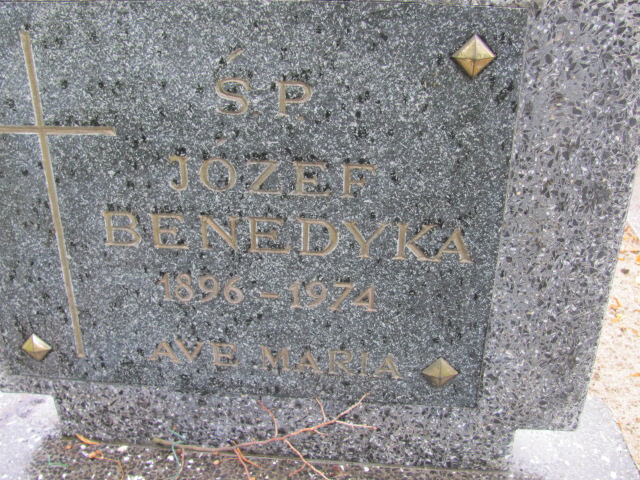 Ś.P.
JÓZEF
BENEDYKA
1896 – 1974
AVE MARIA